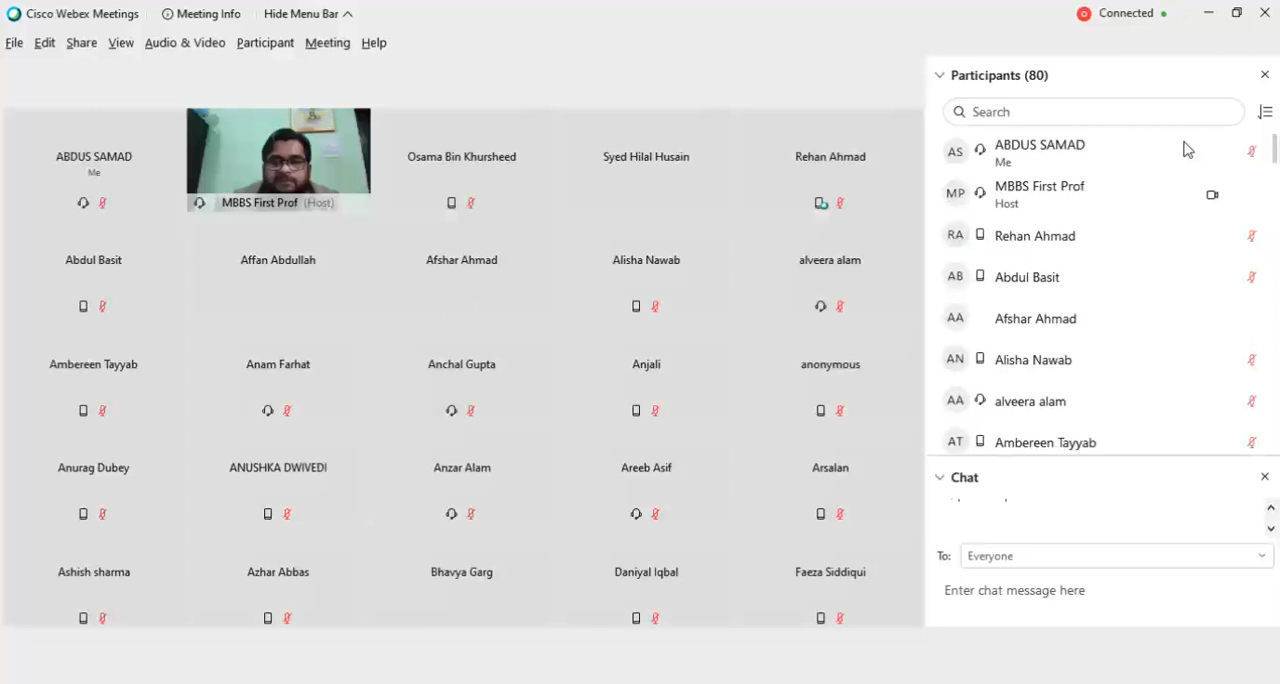 Cisco Webex Meetings Meeting Info Hide Menu Bar Connected
File Edit Share View Audio & Video Participant Meeting Help
ABDUS SAMAD
Me
MBBS First Prof (Host)
Osama Bin Khursheed
Syed Hilal Husain
Rehan Ahmad
Abdul Basit
Affan Abdullah
Afshar Ahmad
Alisha Nawab
alveera alam
Ambereen Tayyab
Anam Farhat
Anchal Gupta
Anjali
anonymous
Anurag Dubey
ANUSHKA DWIVEDI
Anzar Alam
Areeb Asif
Arsalan
Ashish sharma
Azhar Abbas
Bhavya Garg
Daniyal Iqbal
Faeza Siddiqui
Participants (80)
Search
AS ABDUS SAMAD
Me
MP MBBS First Prof
Host
RA Rehan Ahmad
AB Abdul Basit
AA Afshar Ahmad
AN Alisha Nawab
AA alveera alam
AT Ambereen Tayyab
Chat
To: Everyone
Enter chat message here